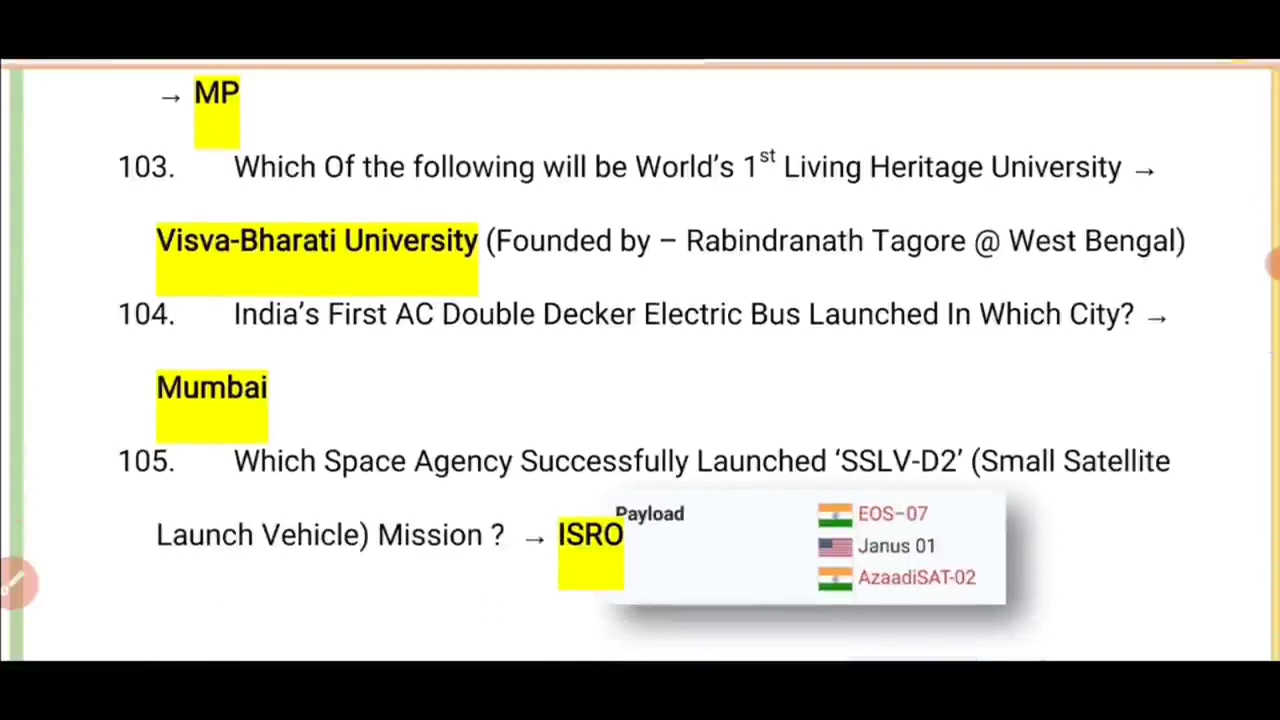 → MP
103. Which Of the following will be World’s 1st Living Heritage University →
Visva-Bharati University (Founded by – Rabindranath Tagore @ West Bengal)
104. India’s First AC Double Decker Electric Bus Launched In Which City? →
Mumbai
105. Which Space Agency Successfully Launched ‘SSLV-D2’ (Small Satellite
Launch Vehicle) Mission ? → ISRO
Payload EOS-07
Janus 01
AzaadiSAT-02